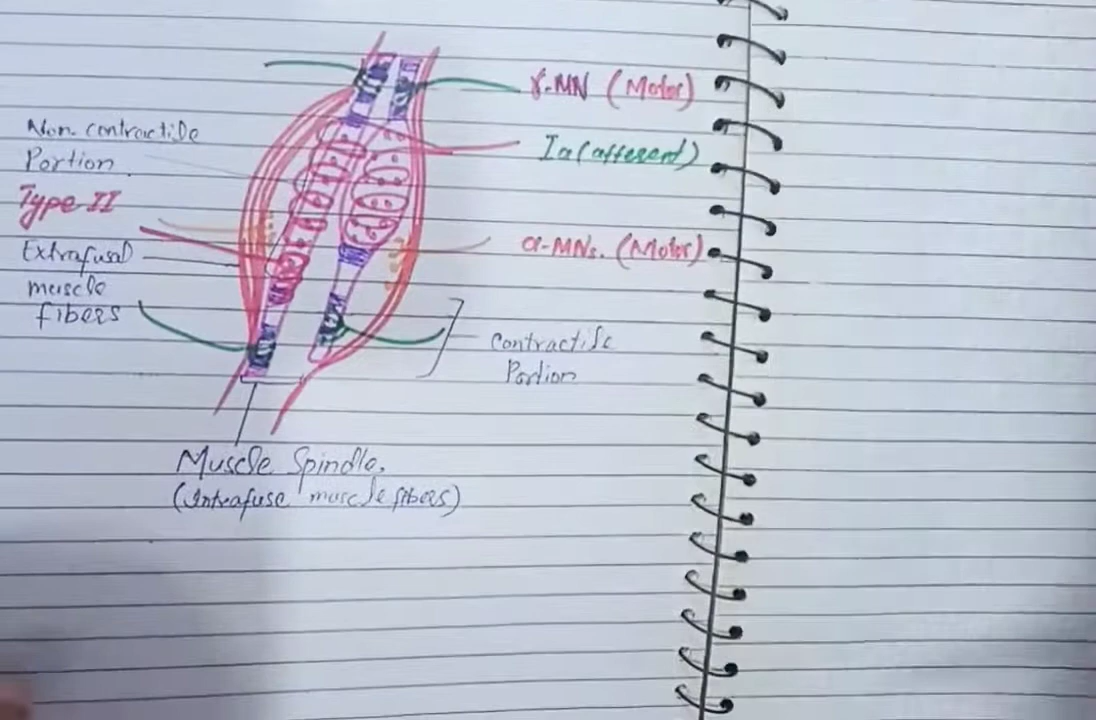 γ-MN (Motor)
Non contractile
Portion.
Ia (afferent)
Type II
α-MNs. (Motor)
Extrafusal
muscle
fibers
Contractile
Portion
Muscle Spindle.
(Intrafuse muscle fibers)